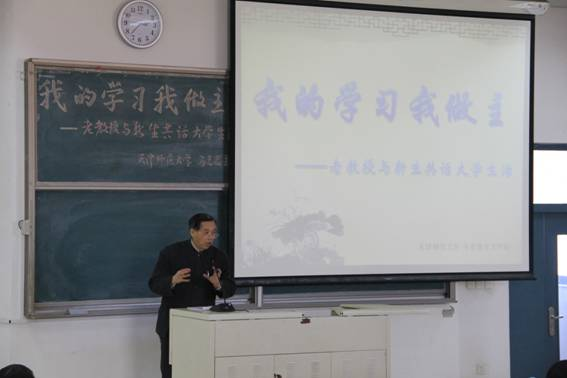 我的学习我做主
——老教授与新生共话大学生
天津师范大学
我的学习我做主
——老教授与新生共话大学生活